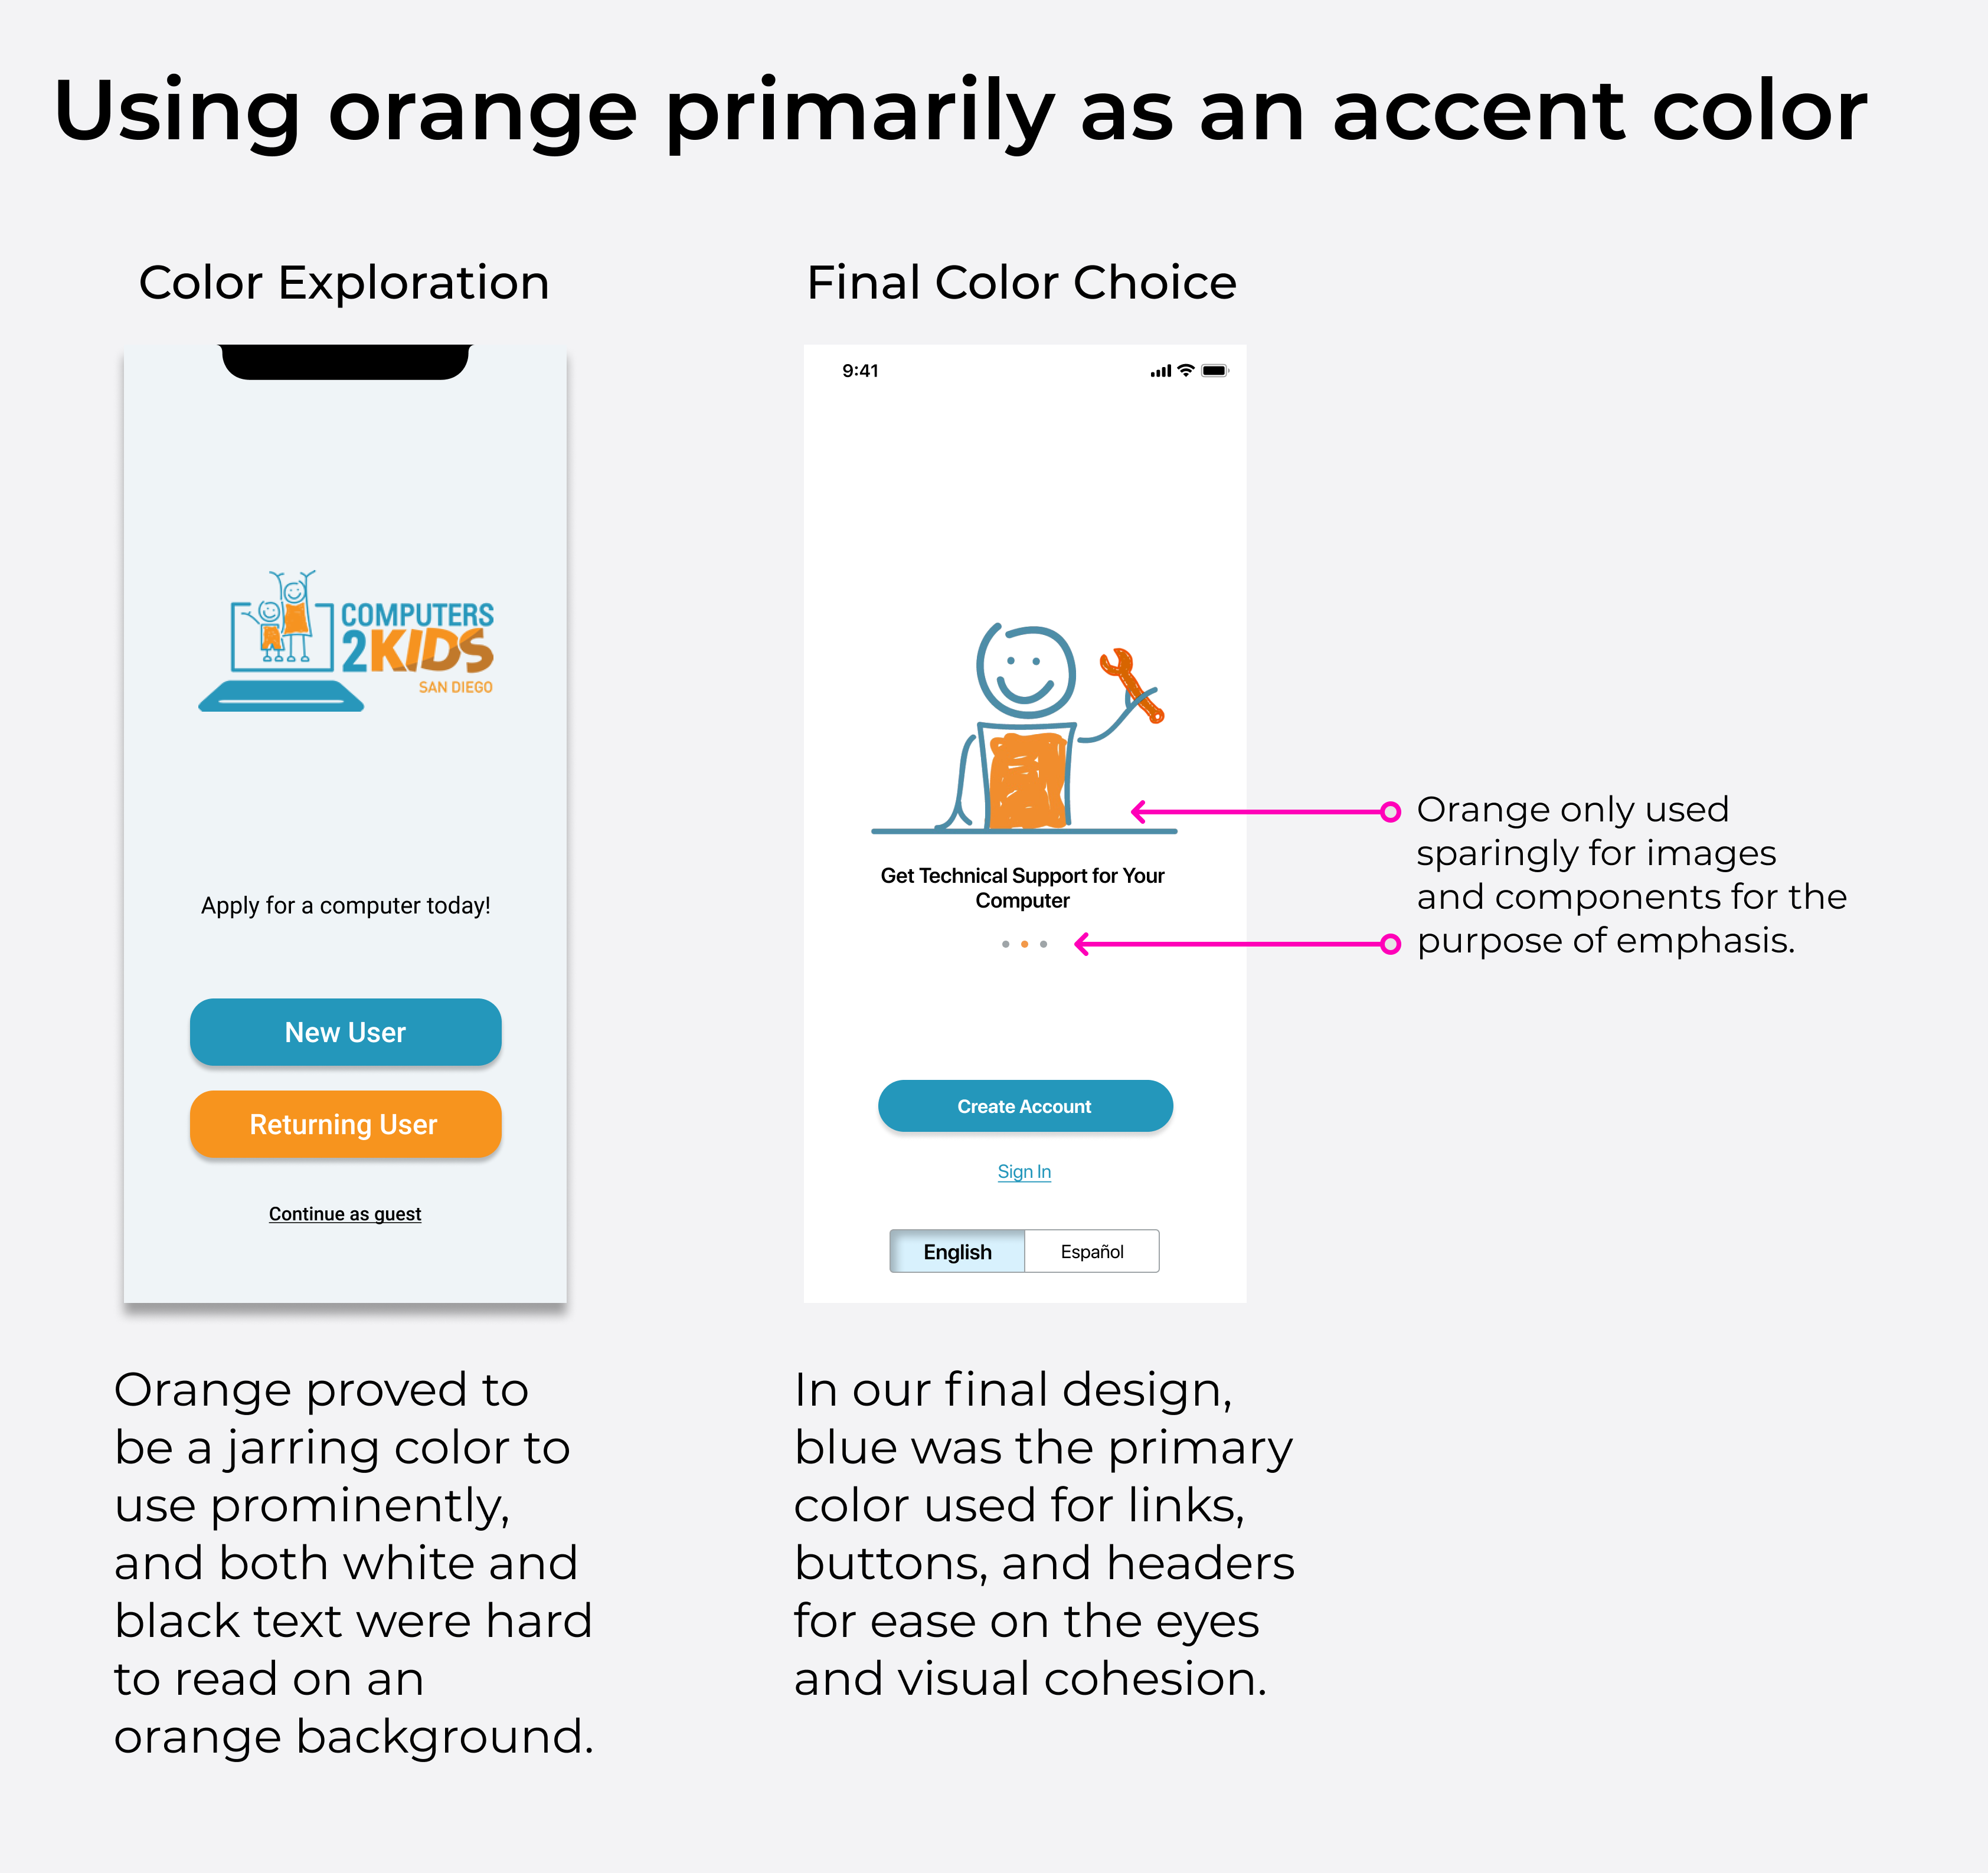 Using orange primarily as an accent color
Color Exploration
COMPUTERS
2KIDS
SAN DIEGO
Apply for a computer today!
New User
Returning User
Continue as guest
Orange proved to
be a jarring color to
use prominently,
and both white and
black text were hard
to read on an
orange background.
Final Color Choice
9:41
Get Technical Support for Your
Computer
Create Account
Sign In
English
Español
In our final design,
blue was the primary
color used for links,
buttons, and headers
for ease on the eyes
and visual cohesion.
Orange only used
sparingly for images
and components for the
purpose of emphasis.